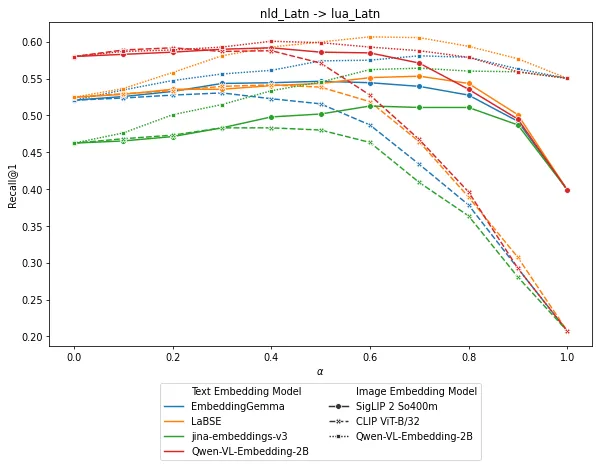 nld_Latn -> lua_Latn
Recall@1
0.60
0.55
0.50
0.45
0.40
0.35
0.30
0.25
0.20
0.0 0.2 0.4 0.6 0.8 1.0
α
Text Embedding Model Image Embedding Model
EmbeddingGemma SigLIP 2 So400m
LaBSE CLIP ViT-B/32
jina-embeddings-v3 Qwen-VL-Embedding-2B
Qwen-VL-Embedding-2B